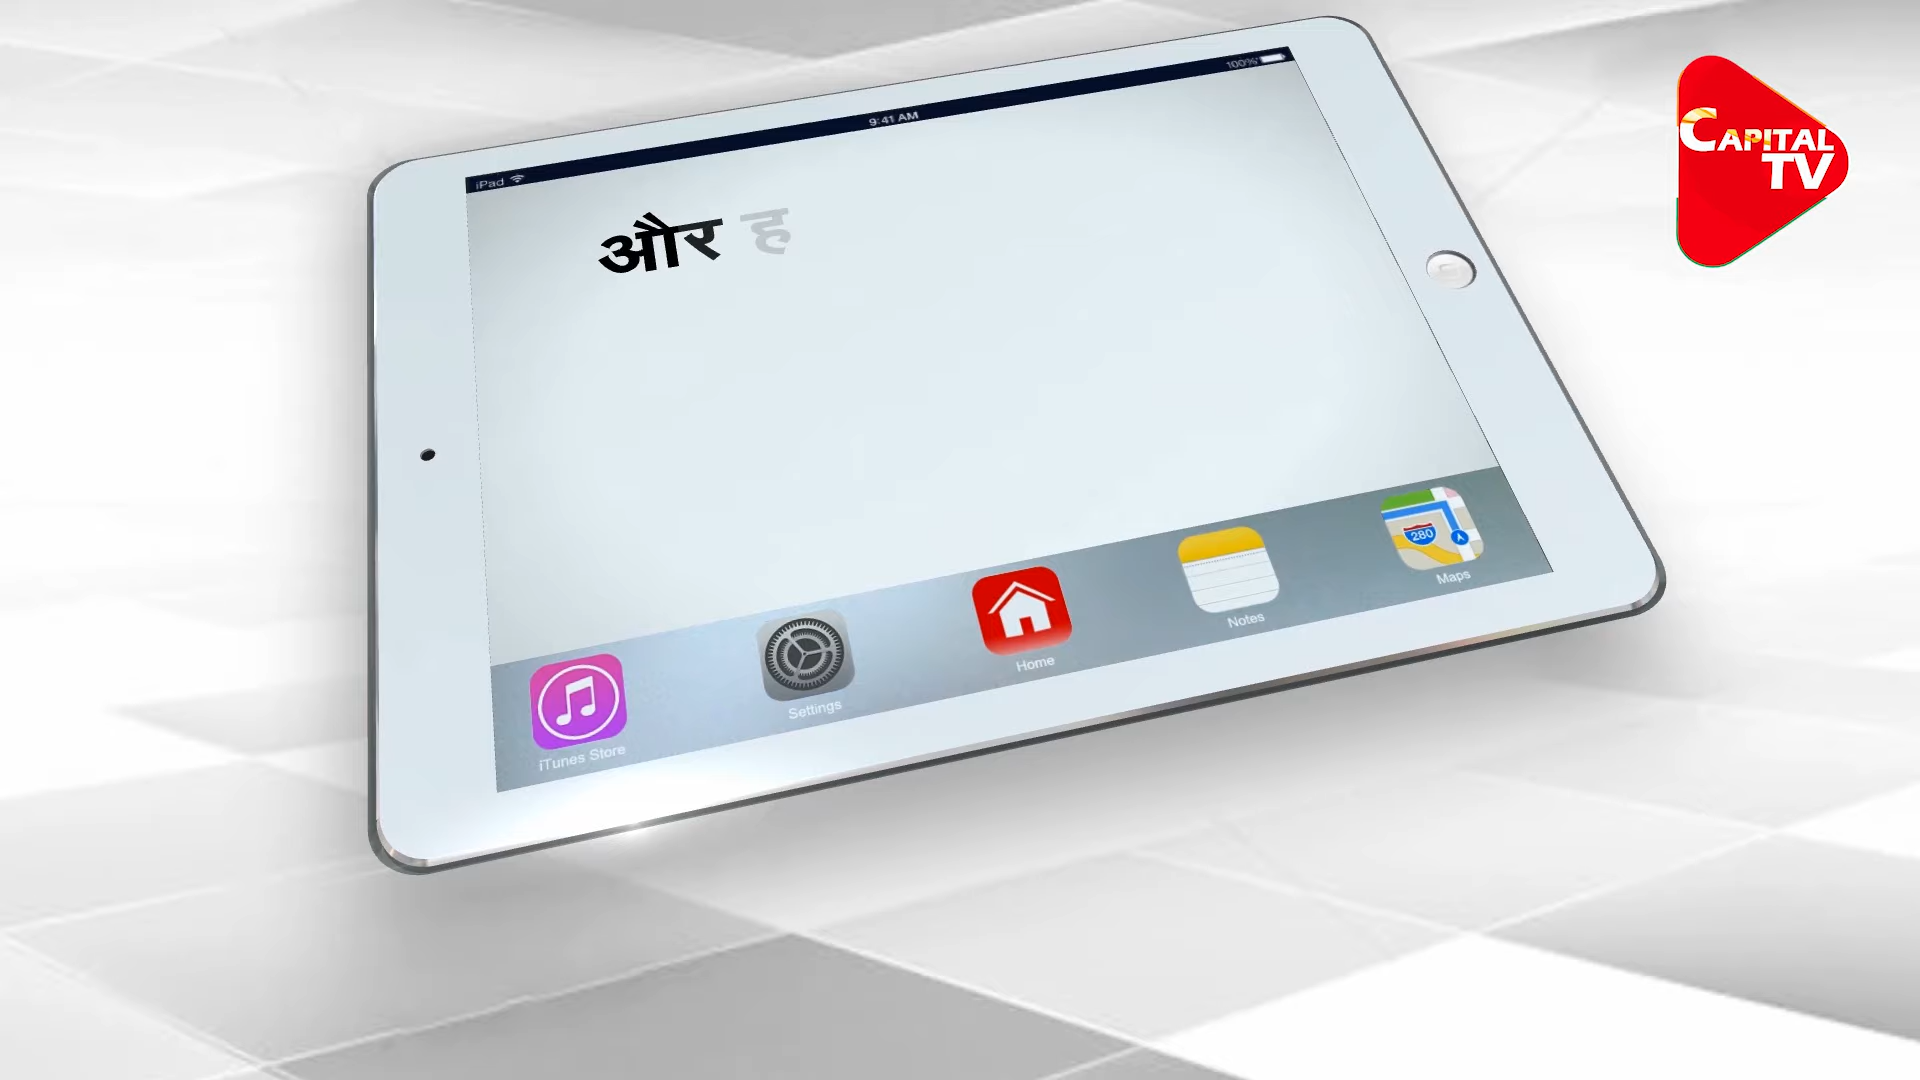 iPad
9:41 AM
100%
और ह
CAPITAL
TV
iTunes Store
Settings
Home
Notes
280
Maps